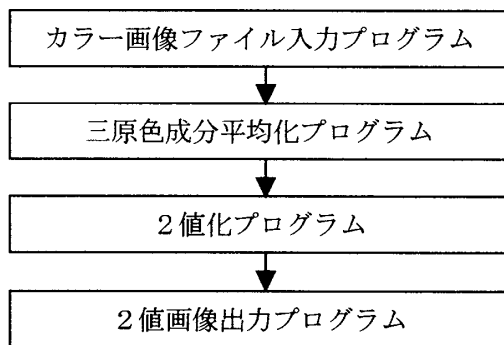 カラー画像ファイル入力プログラム
三原色成分平均化プログラム
２値化プログラム
２値画像出力プログラム